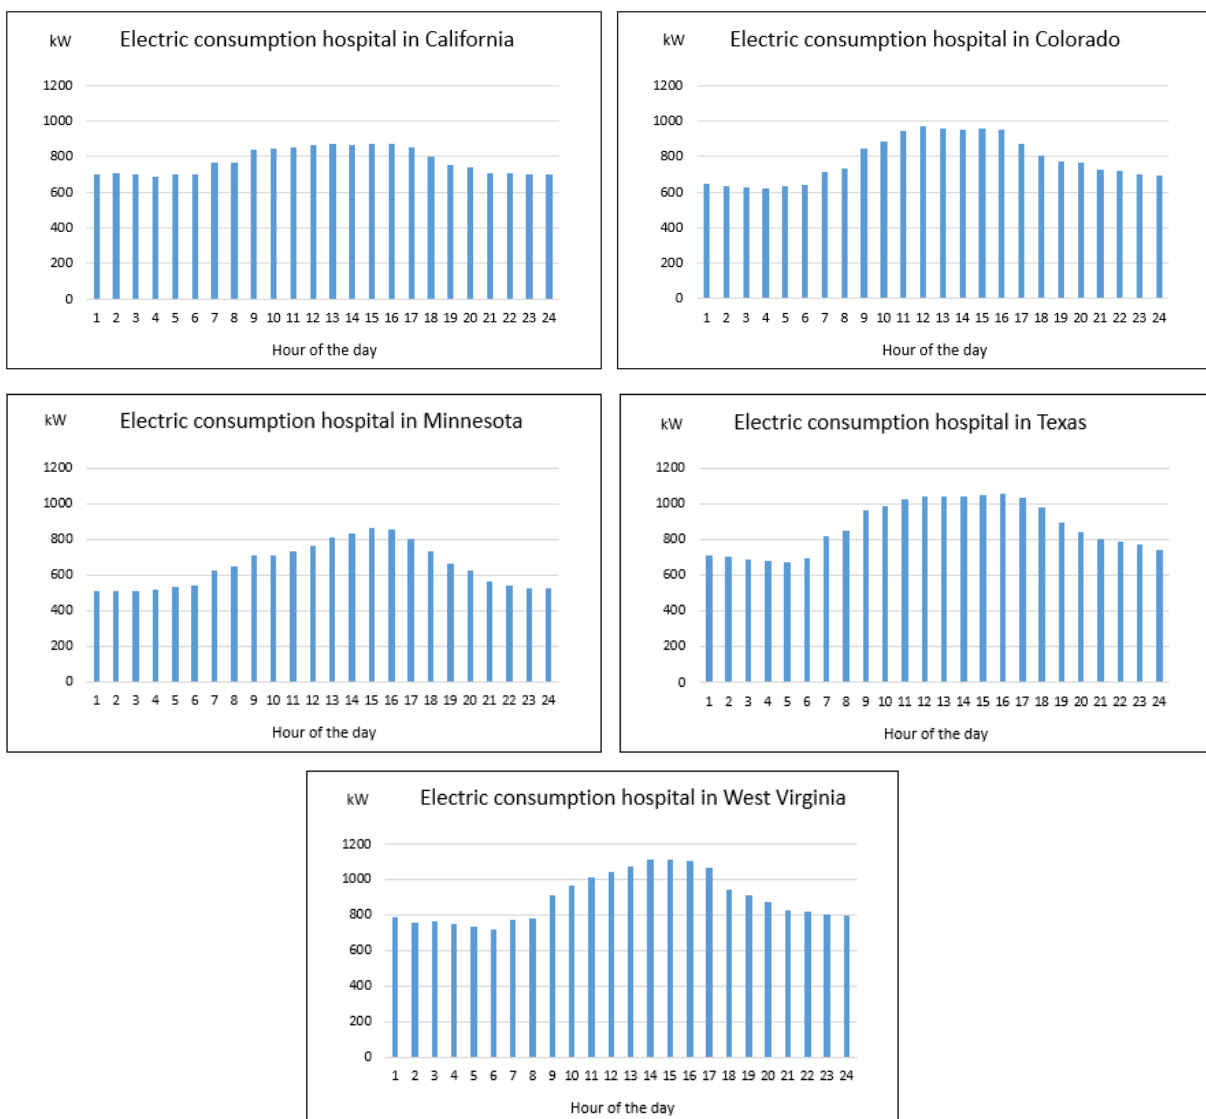 kW Electric consumption hospital in California
1200
1000
800
600
400
200
0
1 2 3 4 5 6 7 8 9 10 11 12 13 14 15 16 17 18 19 20 21 22 23 24
Hour of the day
kW Electric consumption hospital in Colorado
1200
1000
800
600
400
200
0
1 2 3 4 5 6 7 8 9 10 11 12 13 14 15 16 17 18 19 20 21 22 23 24
Hour of the day
kW Electric consumption hospital in Minnesota
1200
1000
800
600
400
200
0
1 2 3 4 5 6 7 8 9 10 11 12 13 14 15 16 17 18 19 20 21 22 23 24
Hour of the day
kW Electric consumption hospital in Texas
1200
1000
800
600
400
200
0
1 2 3 4 5 6 7 8 9 10 11 12 13 14 15 16 17 18 19 20 21 22 23 24
Hour of the day
kW Electric consumption hospital in West Virginia
1200
1000
800
600
400
200
0
1 2 3 4 5 6 7 8 9 10 11 12 13 14 15 16 17 18 19 20 21 22 23 24
Hour of the day